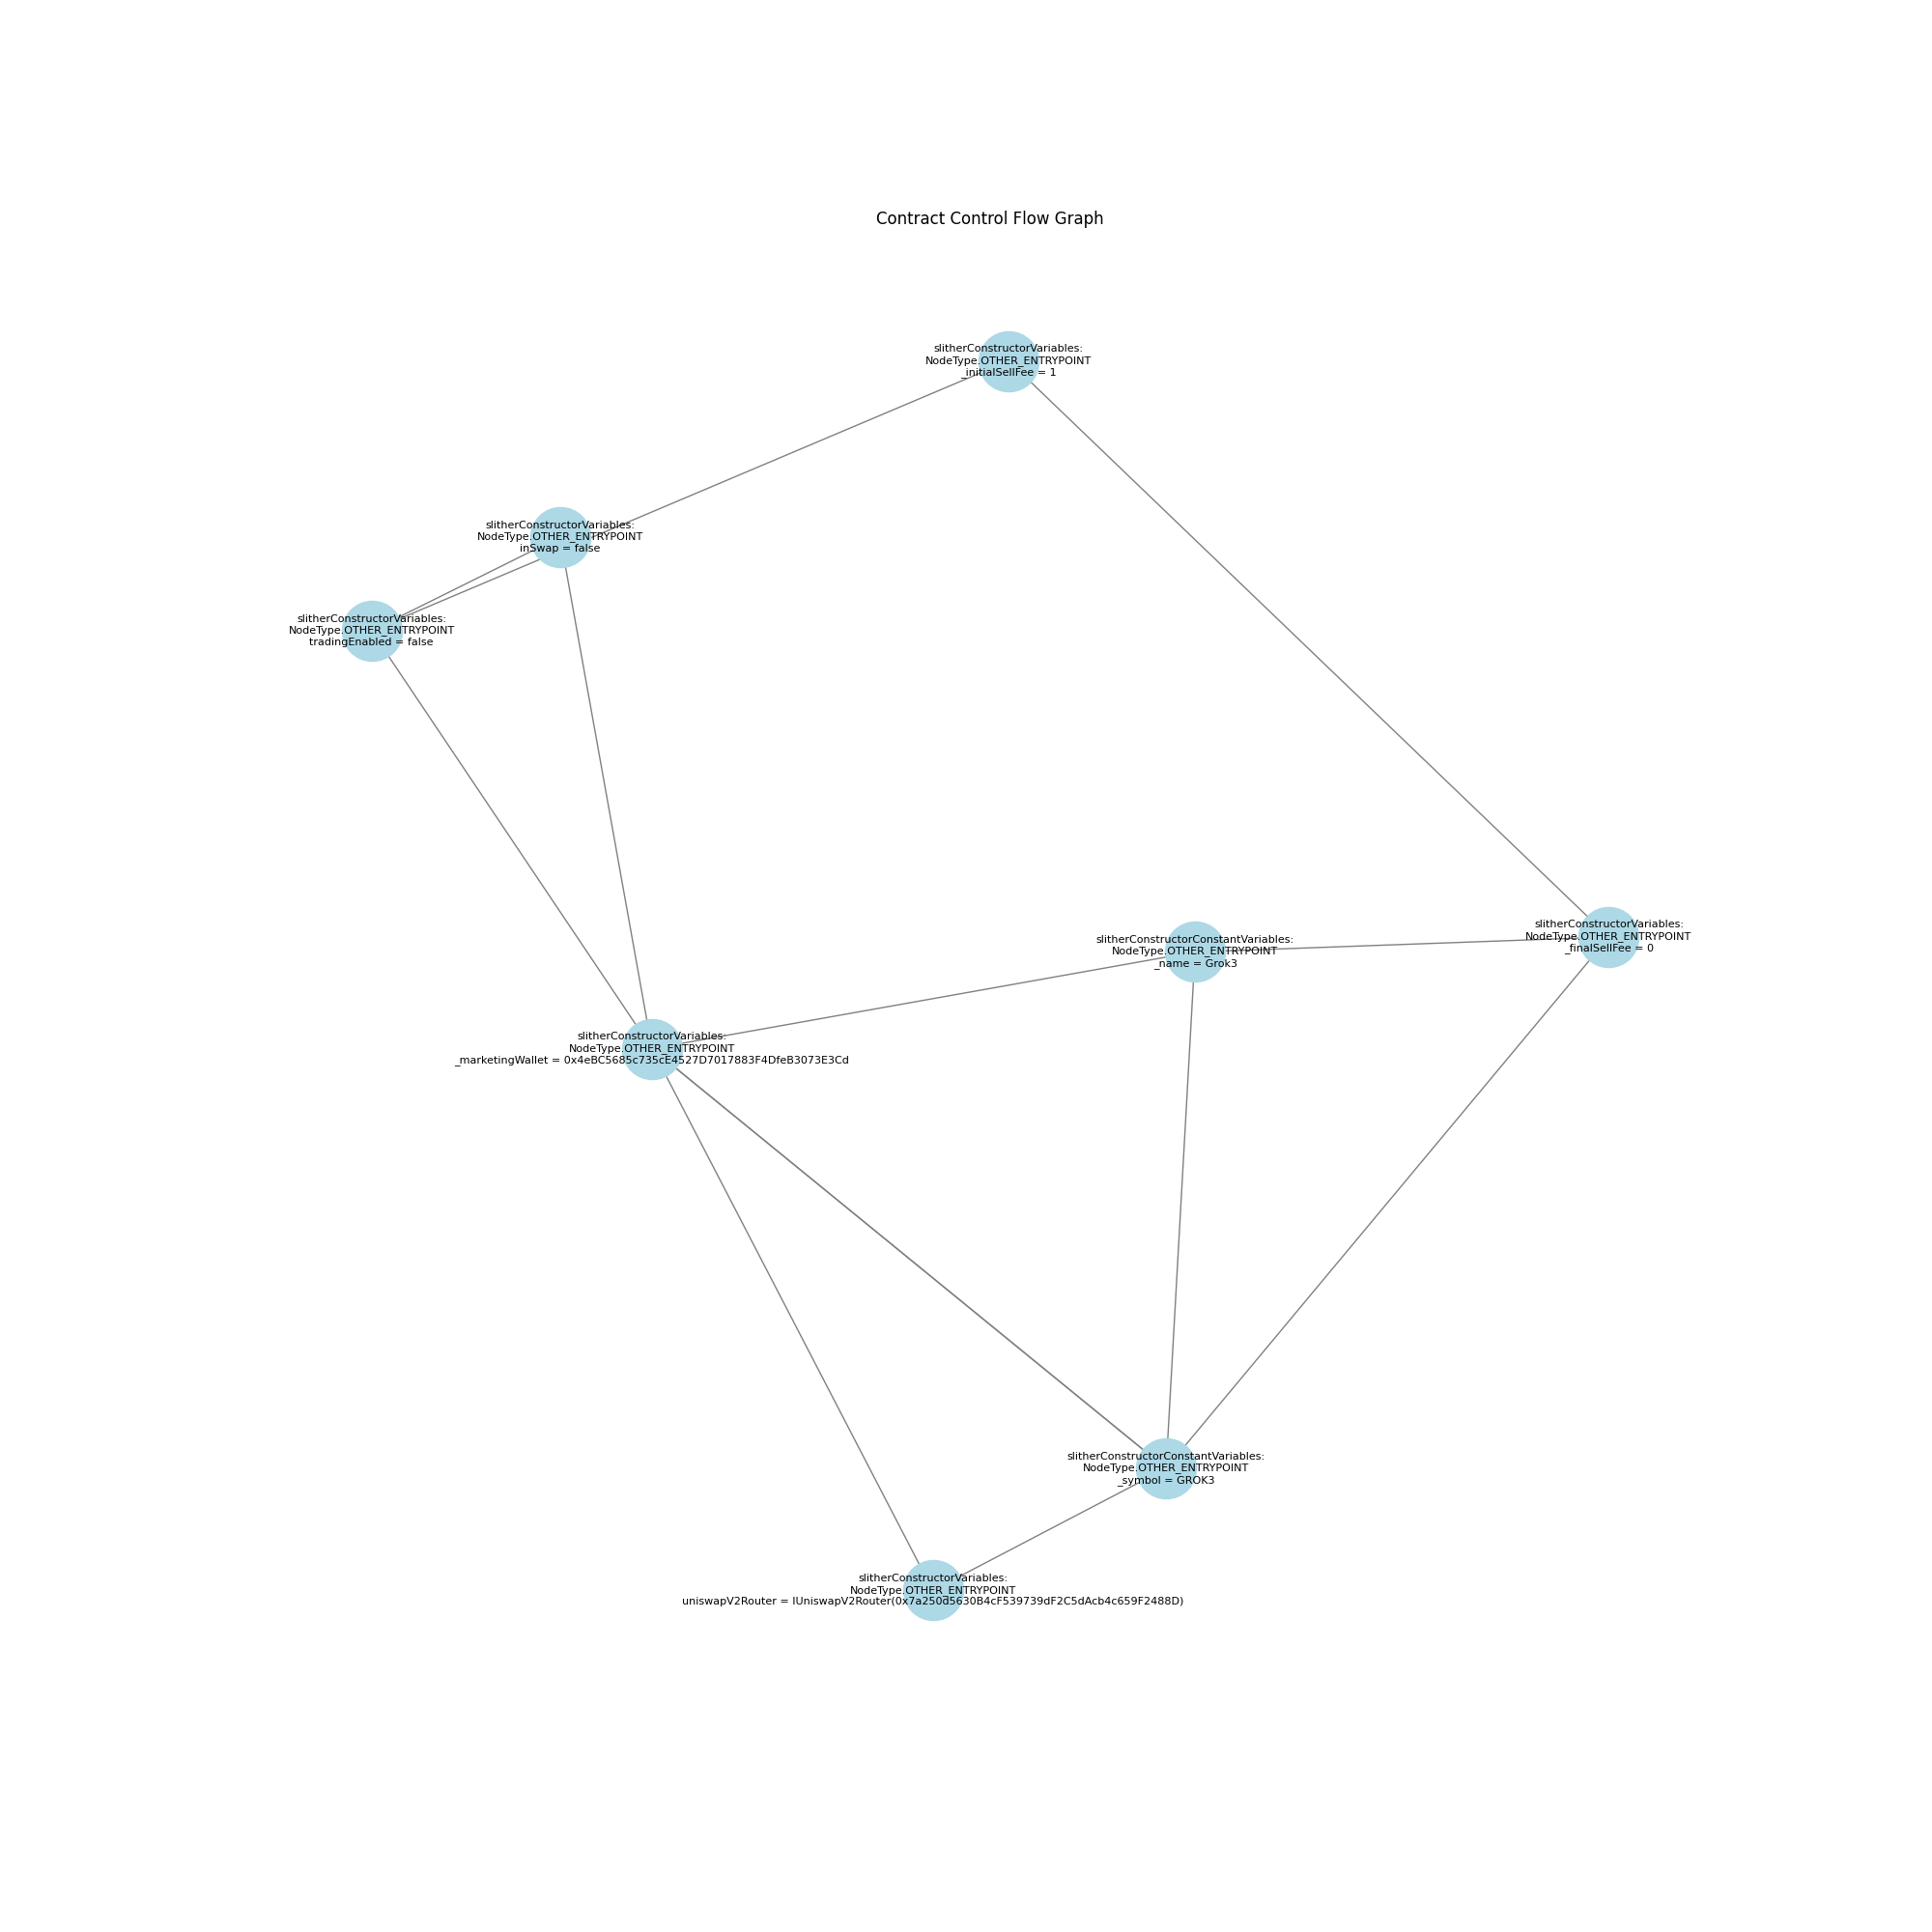 Contract Control Flow Graph
slitherConstructorVariables:
NodeType.OTHER_ENTRYPOINT
_initialSellFee = 1
slitherConstructorVariables:
NodeType.OTHER_ENTRYPOINT
inSwap = false
slitherConstructorVariables:
NodeType.OTHER_ENTRYPOINT
tradingEnabled = false
slitherConstructorVariables:
NodeType.OTHER_ENTRYPOINT
_finalSellFee = 0
slitherConstructorConstantVariables:
NodeType.OTHER_ENTRYPOINT
_name = Grok3
slitherConstructorVariables:
NodeType.OTHER_ENTRYPOINT
_marketingWallet = 0x4eBC5685c735cE4527D7017883F4DfeB3073E3Cd
slitherConstructorConstantVariables:
NodeType.OTHER_ENTRYPOINT
_symbol = GROK3
slitherConstructorVariables:
NodeType.OTHER_ENTRYPOINT
uniswapV2Router = IUniswapV2Router(0x7a250d5630B4cF539739dF2C5dAcb4c659F2488D)